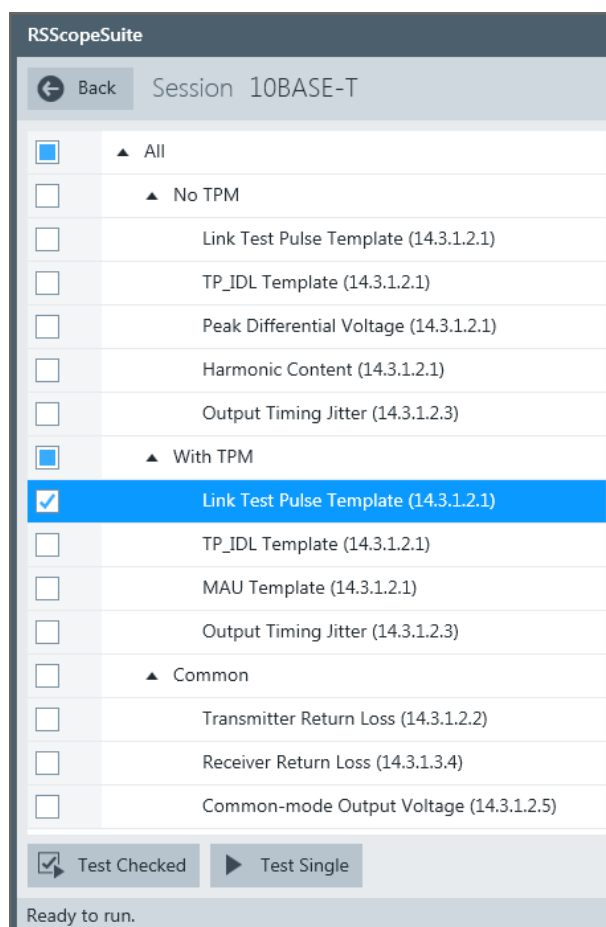 RSScopeSuite
Back Session 10BASE-T
All
No TPM
Link Test Pulse Template (14.3.1.2.1)
TP_IDL Template (14.3.1.2.1)
Peak Differential Voltage (14.3.1.2.1)
Harmonic Content (14.3.1.2.1)
Output Timing Jitter (14.3.1.2.3)
With TPM
Link Test Pulse Template (14.3.1.2.1)
TP_IDL Template (14.3.1.2.1)
MAU Template (14.3.1.2.1)
Output Timing Jitter (14.3.1.2.3)
Common
Transmitter Return Loss (14.3.1.2.2)
Receiver Return Loss (14.3.1.3.4)
Common-mode Output Voltage (14.3.1.2.5)
Test Checked Test Single
Ready to run.